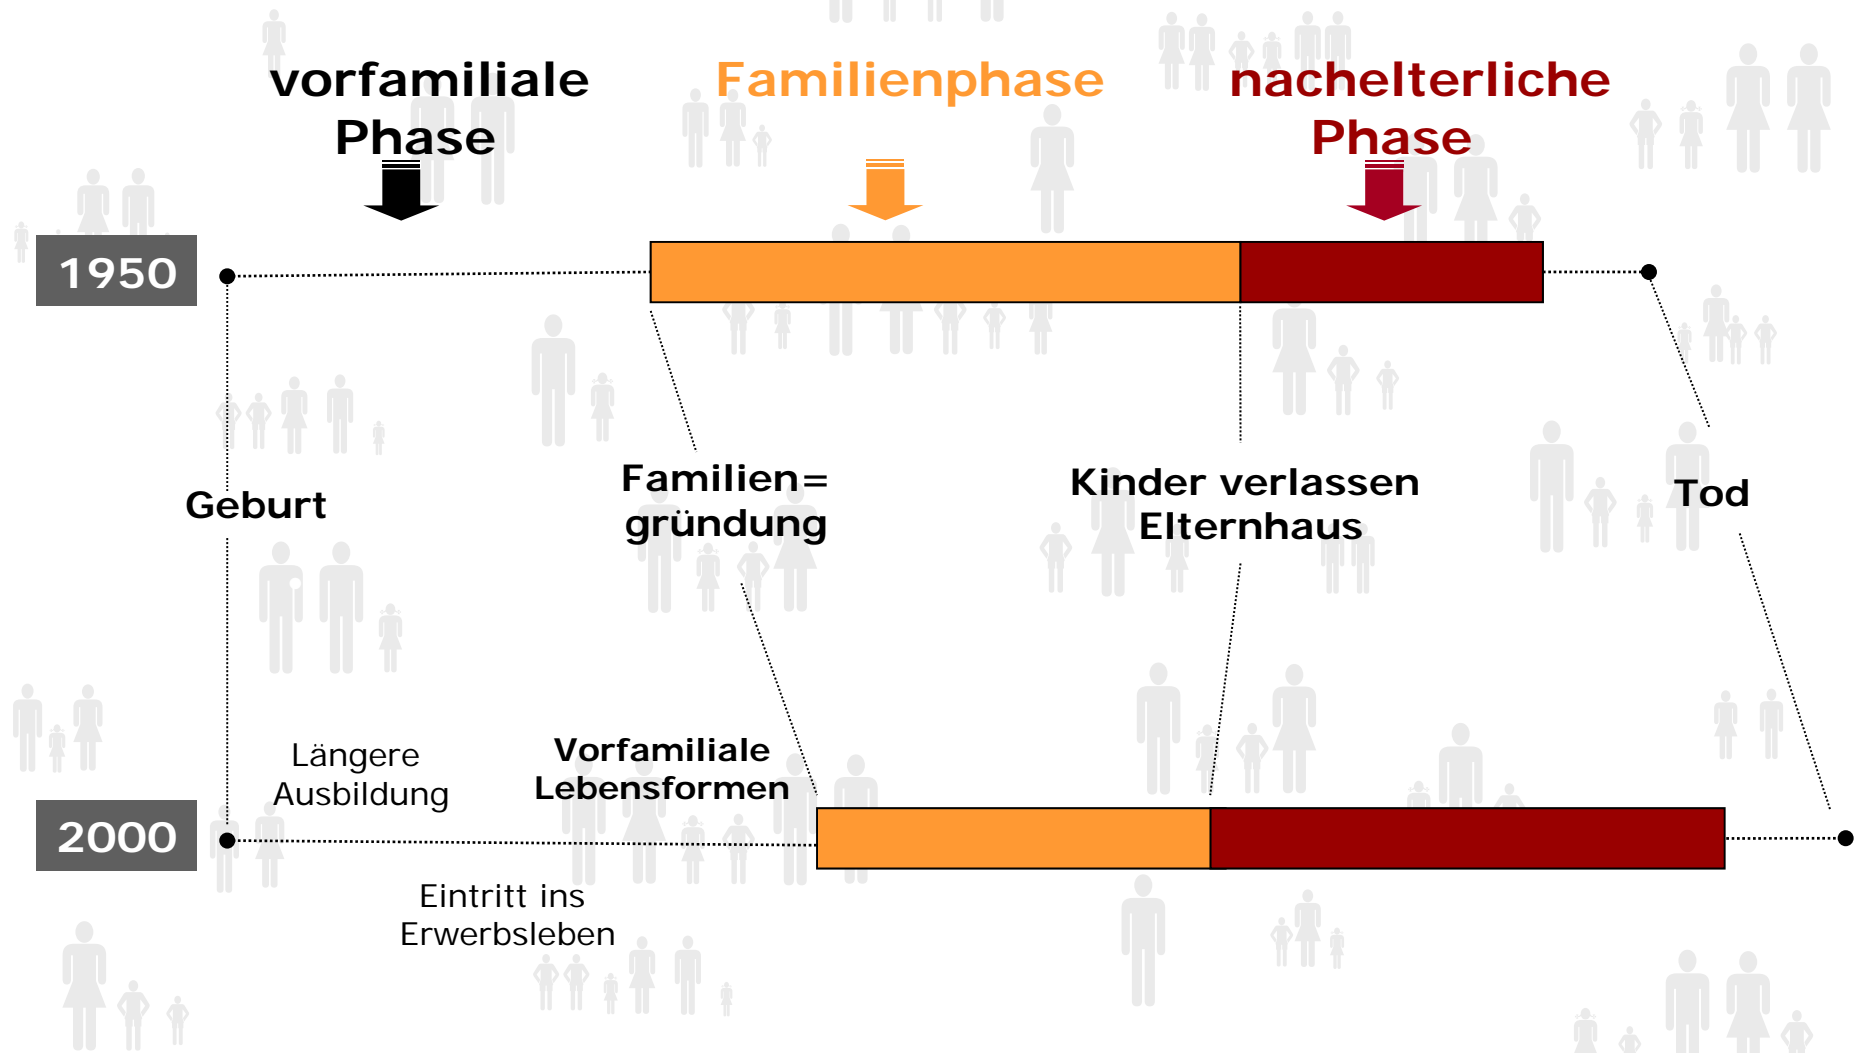 vorfamiliale
Phase
Familienphase
nachelterliche
Phase
1950
Geburt
Familien=
gründung
Kinder verlassen
Elternhaus
Tod
Längere
Ausbildung
Vorfamiliale
Lebensformen
2000
Eintritt ins
Erwerbsleben